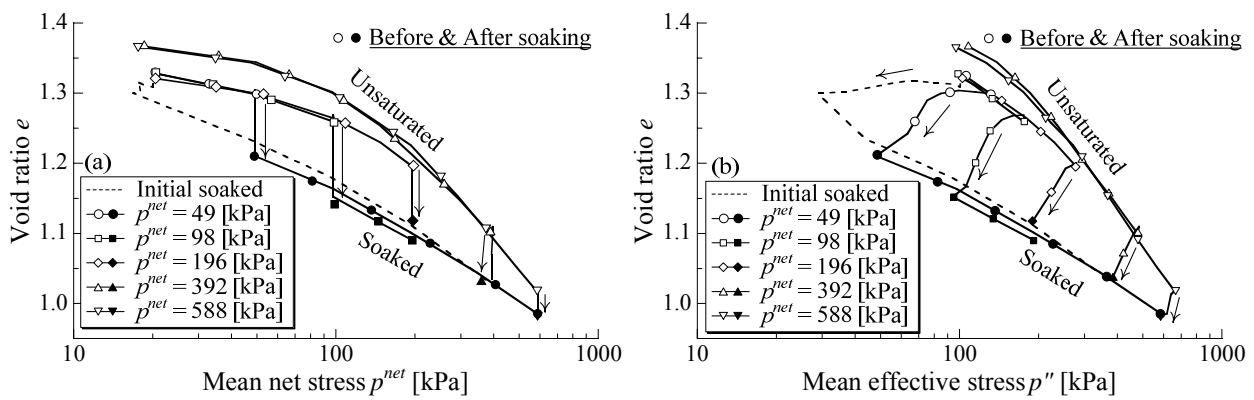 1.4
1.3
1.2
1.1
1.0
Void ratio e
Before & After soaking
Unsaturated
(a)
Initial soaked
p^net = 49 [kPa]
p^net = 98 [kPa]
p^net = 196 [kPa]
p^net = 392 [kPa]
p^net = 588 [kPa]
Soaked
10 100 1000
Mean net stress p^net [kPa]
1.4
1.3
1.2
1.1
1.0
Void ratio e
Before & After soaking
Unsaturated
(b)
Initial soaked
p^net = 49 [kPa]
p^net = 98 [kPa]
p^net = 196 [kPa]
p^net = 392 [kPa]
p^net = 588 [kPa]
Soaked
10 100 1000
Mean effective stress p″ [kPa]